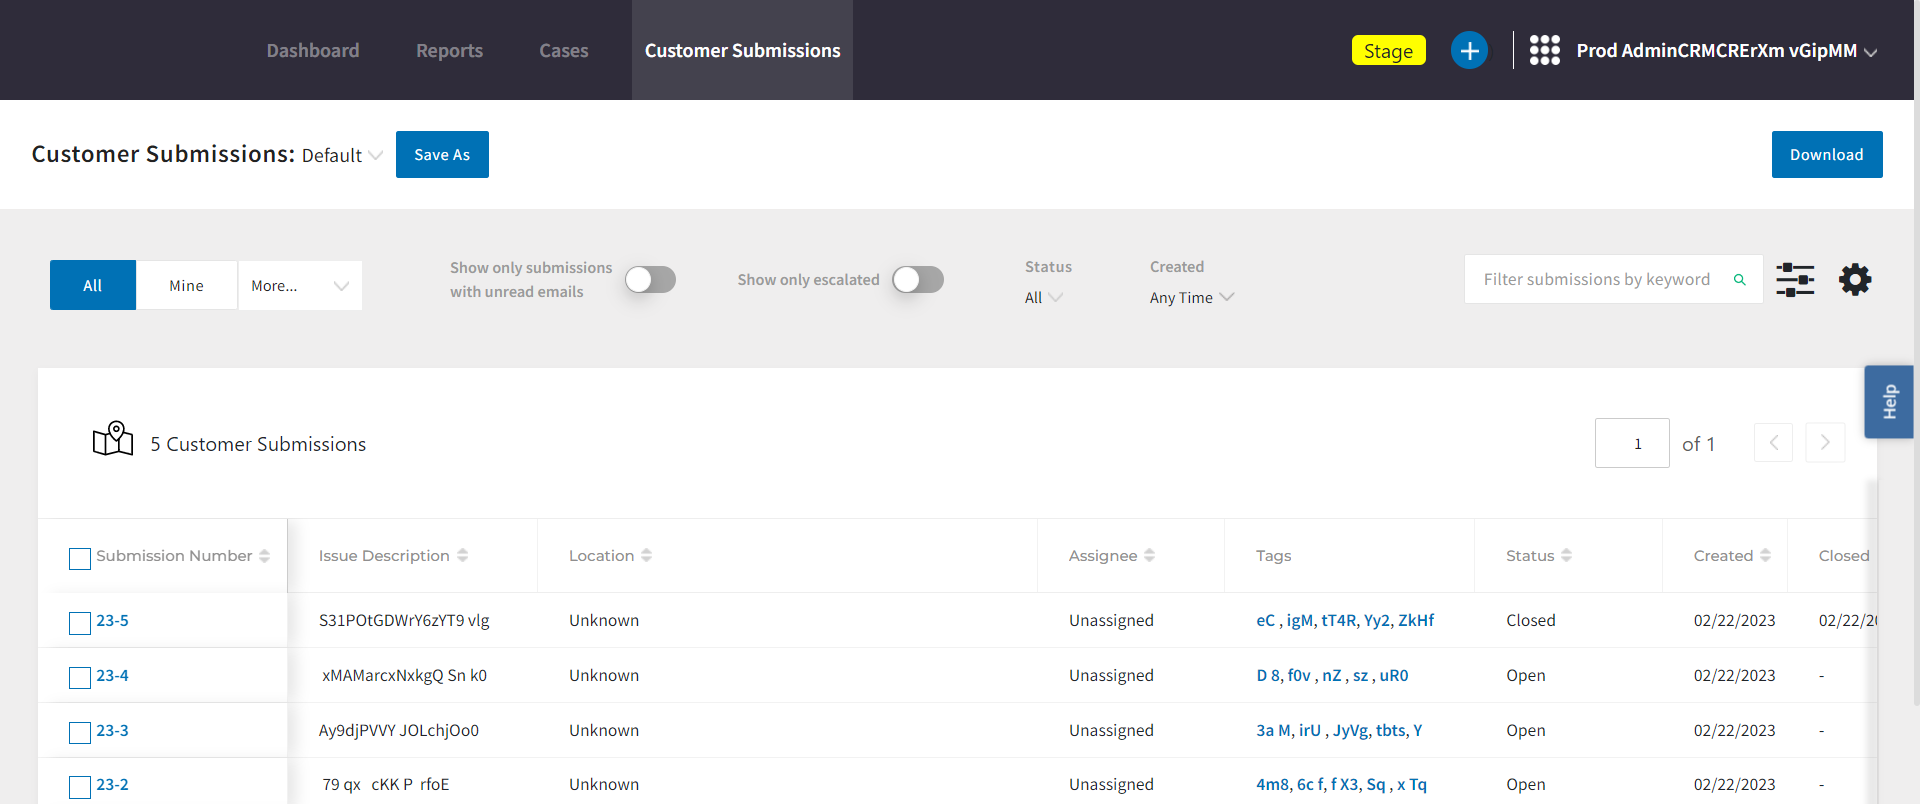 Dashboard Reports Cases Customer Submissions Stage Prod AdminCRMCRErXm vGipMM
Customer Submissions: Default Save As Download
All Mine More... Show only submissions with unread emails Show only escalated Status All Created Any Time Filter submissions by keyword
Help
5 Customer Submissions 1 of 1
Submission Number Issue Description Location Assignee Tags Status Created Closed
23-5 S31POtGDWrY6zYT9 vlg Unknown Unassigned eC , igM, tT4R, Yy2, ZkHf Closed 02/22/2023 02/22/20
23-4 xMAMarcxNxkgQ Sn k0 Unknown Unassigned D 8, f0v , nZ , sz , uR0 Open 02/22/2023 -
23-3 Ay9djPVVY JOLchjOo0 Unknown Unassigned 3a M, irU , JyVg, tbts, Y Open 02/22/2023 -
23-2 79 qx cKK P rfoE Unknown Unassigned 4m8, 6c f, f X3, Sq , x Tq Open 02/22/2023 -